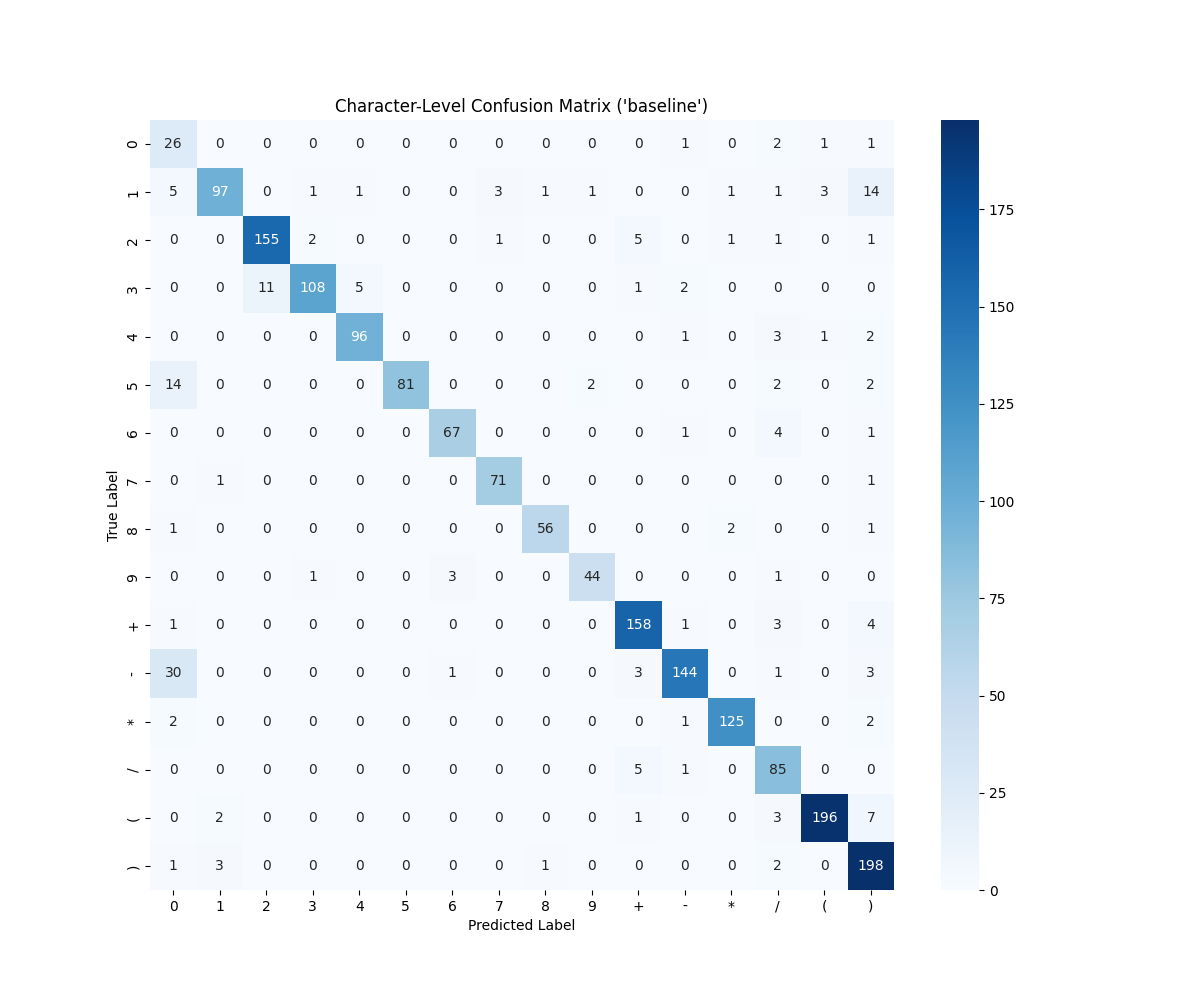 Character-Level Confusion Matrix ('baseline')
0 26 0 0 0 0 0 0 0 0 0 0 1 0 2 1 1
1 5 97 0 1 1 0 0 3 1 1 0 0 1 1 3 14
2 0 0 155 2 0 0 0 1 0 0 5 0 1 1 0 1
3 0 0 11 108 5 0 0 0 0 0 1 2 0 0 0 0
4 0 0 0 0 96 0 0 0 0 0 0 1 0 3 1 2
5 14 0 0 0 0 81 0 0 0 2 0 0 0 2 0 2
6 0 0 0 0 0 0 67 0 0 0 0 1 0 4 0 1
7 0 1 0 0 0 0 0 71 0 0 0 0 0 0 0 1
8 1 0 0 0 0 0 0 0 56 0 0 0 2 0 0 1
9 0 0 0 1 0 0 3 0 0 44 0 0 0 1 0 0
+ 1 0 0 0 0 0 0 0 0 0 158 1 0 3 0 4
- 30 0 0 0 0 0 1 0 0 0 3 144 0 1 0 3
* 2 0 0 0 0 0 0 0 0 0 0 1 125 0 0 2
/ 0 0 0 0 0 0 0 0 0 0 5 1 0 85 0 0
( 0 2 0 0 0 0 0 0 0 0 1 0 0 3 196 7
) 1 3 0 0 0 0 0 0 1 0 0 0 0 2 0 198
0 1 2 3 4 5 6 7 8 9 + - * / ( )
Predicted Label
True Label
175
150
125
100
75
50
25
0